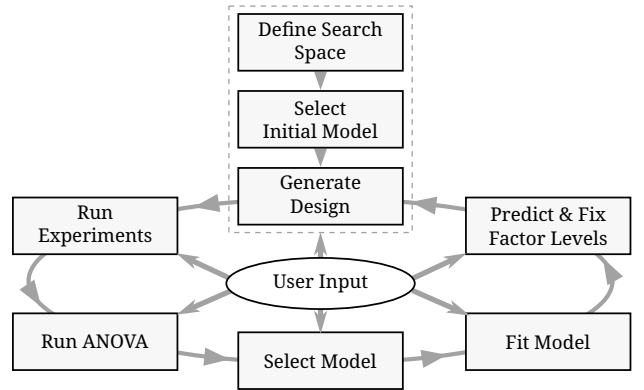 Define Search
Space
Select
Initial Model
Generate
Design
Run
Experiments
Predict & Fix
Factor Levels
User Input
Run ANOVA
Select Model
Fit Model